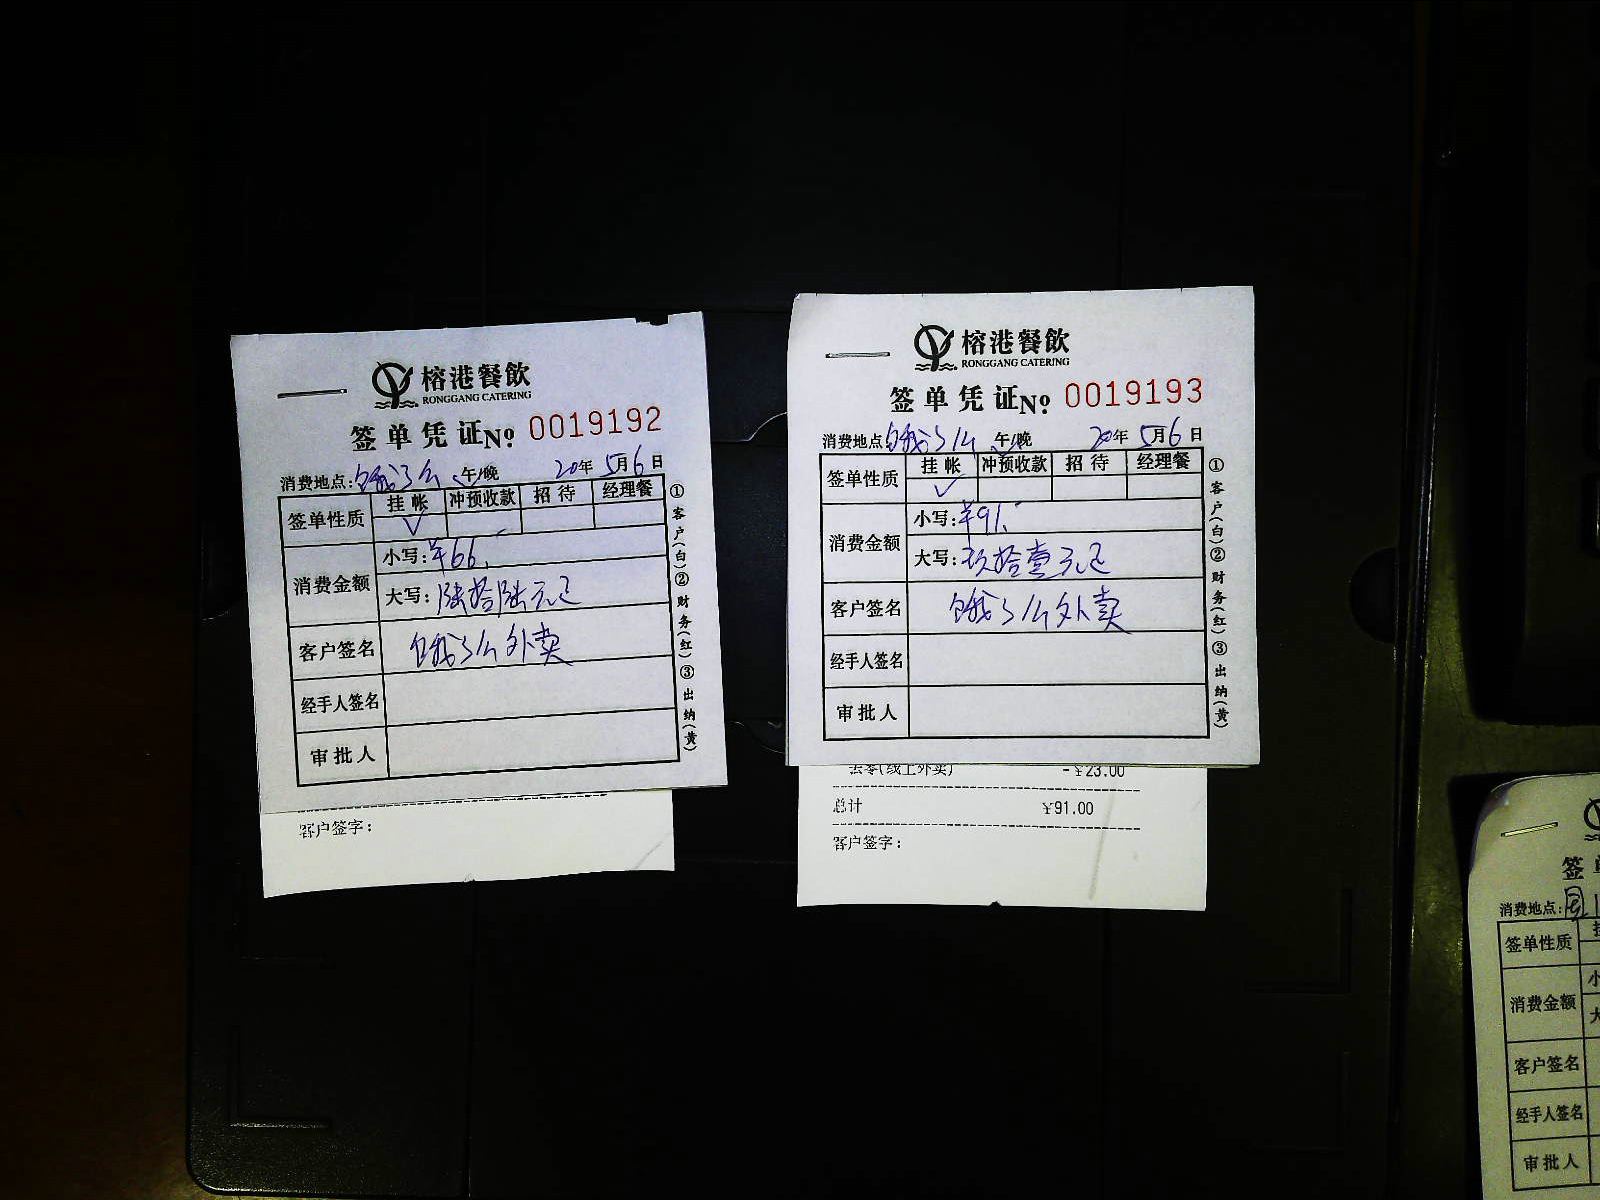 榕港餐飲
RONGGANG CATERING
签单凭证№ 0019192
消费地点:饿了么 午/晚 20年5月6日
签单性质 挂帐 冲预收款 招待 经理餐
✓
消费金额 小写:¥66.-
大写:陆拾陆元正
客户签名 饿了么外卖
经手人签名
审批人
①客户(白)②财务(红)③出纳(黄)
客户签字:
榕港餐飲
RONGGANG CATERING
签单凭证№ 0019193
消费地点饿了么 午/晚 20年5月6日
签单性质 挂帐 冲预收款 招待 经理餐
✓
消费金额 小写:¥91.-
大写:玖拾壹元正
客户签名 饿了么外卖
经手人签名
审批人
①客户(白)②财务(红)③出纳(黄)
去零(线上外卖) -¥23.00
总计 ¥91.00
客户签字:
签
消费地点:
签单性质
消费金额
客户签名
经手人签名
审批人